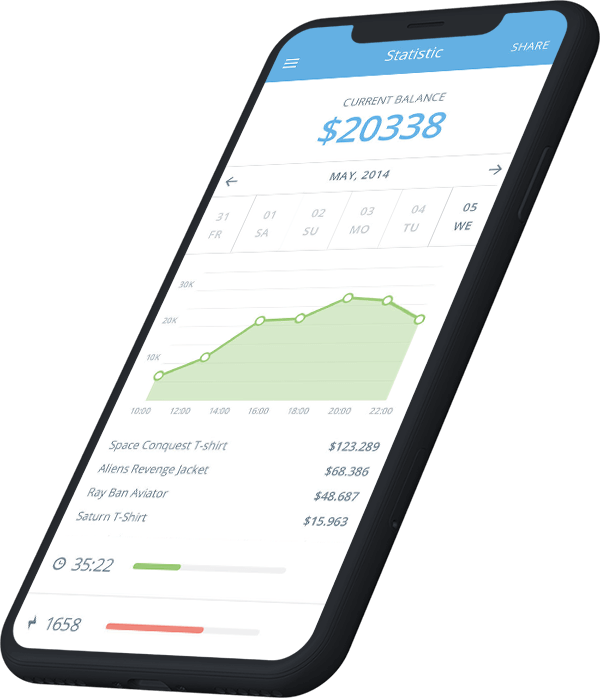 Statistic SHARE
CURRENT BALANCE
$20338
MAY, 2014
31 01 02 03 04 05
FR SA SU MO TU WE
30K
20K
10K
10:00 12:00 14:00 16:00 18:00 20:00 22:00
Space Conquest T-shirt $123.289
Aliens Revenge Jacket $68.386
Ray Ban Aviator $48.687
Saturn T-Shirt $15.963
35:22
1658